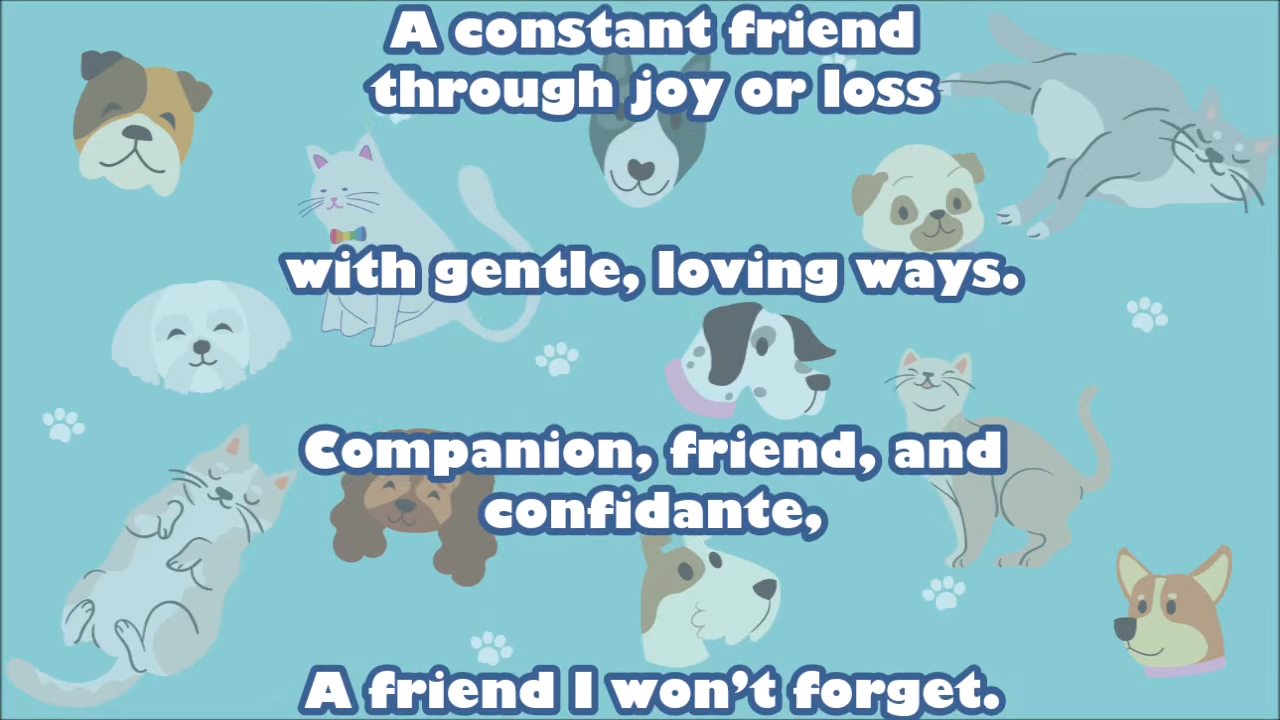 A constant friend
through joy or loss
with gentle, loving ways.
Companion, friend, and
confidante,
A friend I won't forget.